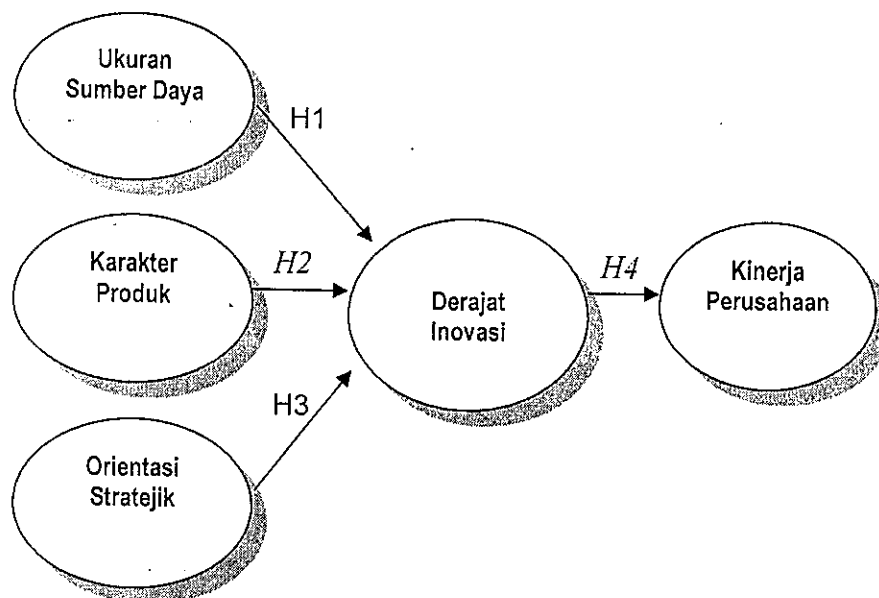 Ukuran
Sumber Daya
H1
Karakter
Produk
H2
Derajat
Inovasi
H4
Kinerja
Perusahaan
H3
Orientasi
Stratejik